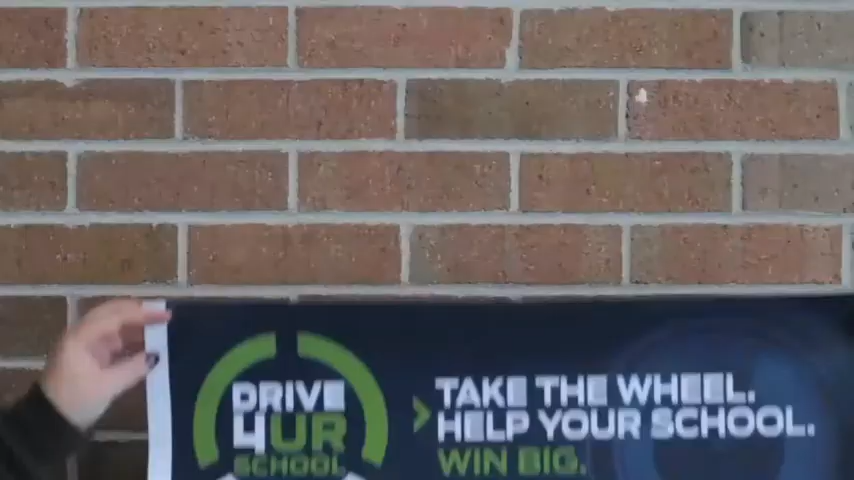 DRIVE
4UR
SCHOOL
TAKE THE WHEEL.
HELP YOUR SCHOOL.
WIN BIG.